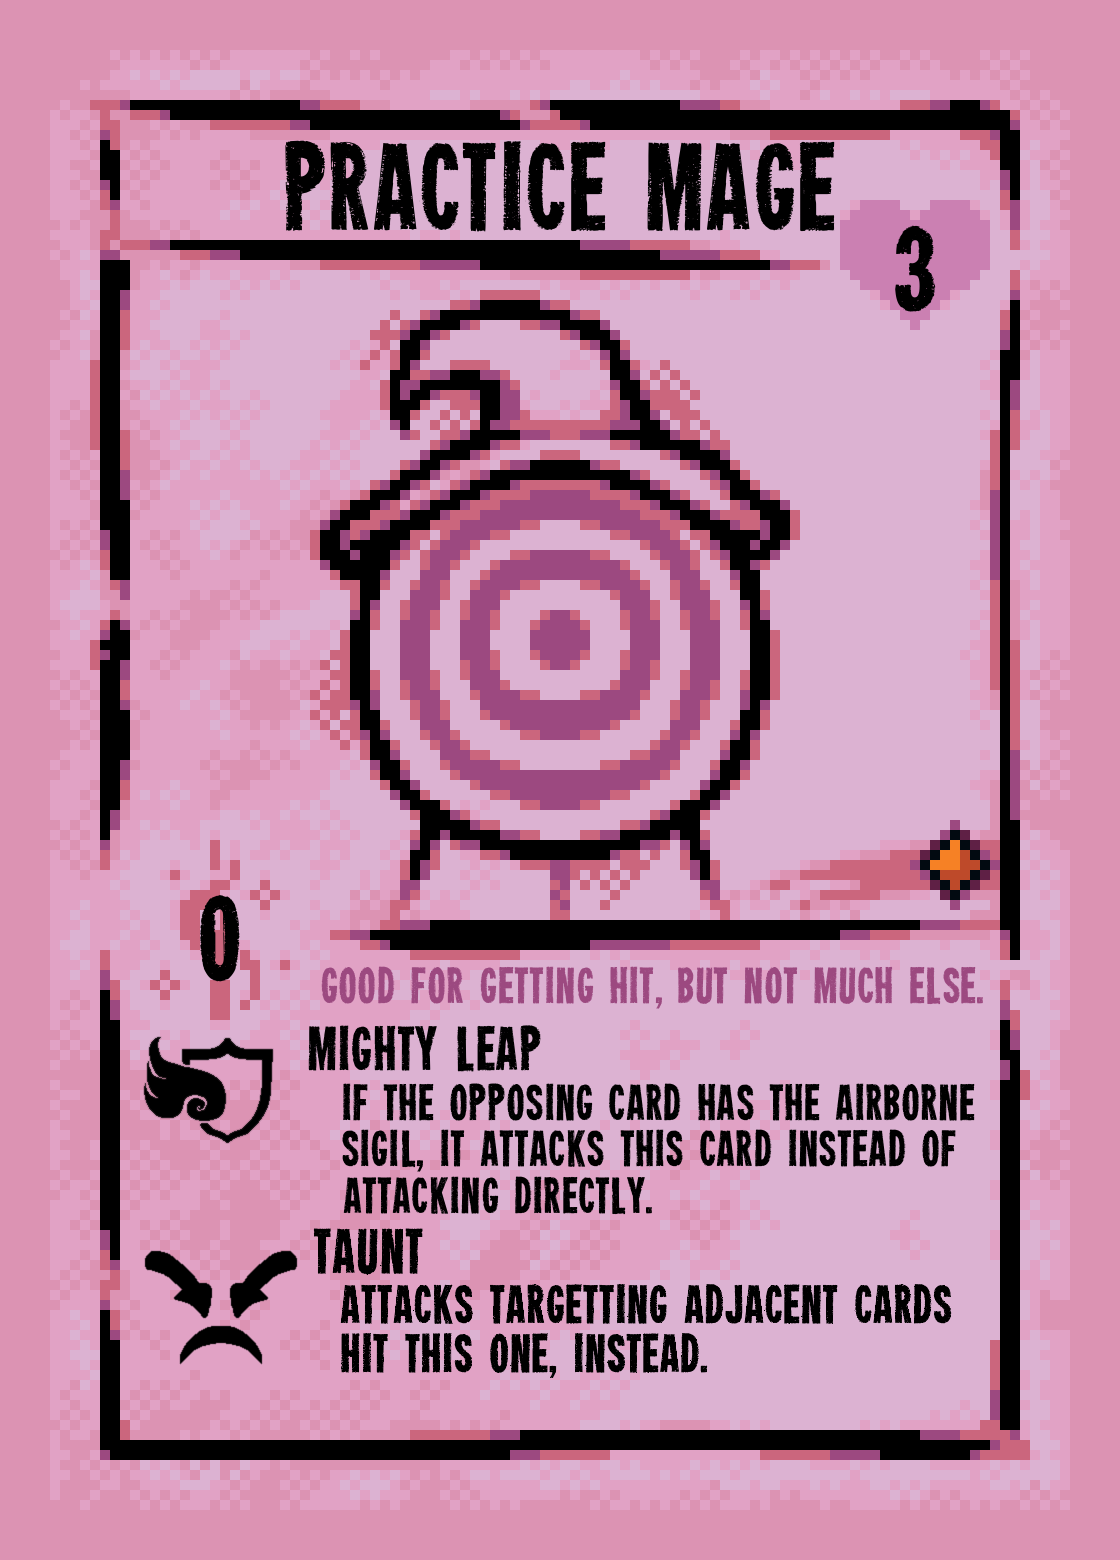 PRACTICE MAGE
3
0
GOOD FOR GETTING HIT, BUT NOT MUCH ELSE.
MIGHTY LEAP
IF THE OPPOSING CARD HAS THE AIRBORNE
SIGIL, IT ATTACKS THIS CARD INSTEAD OF
ATTACKING DIRECTLY.
TAUNT
ATTACKS TARGETTING ADJACENT CARDS
HIT THIS ONE, INSTEAD.